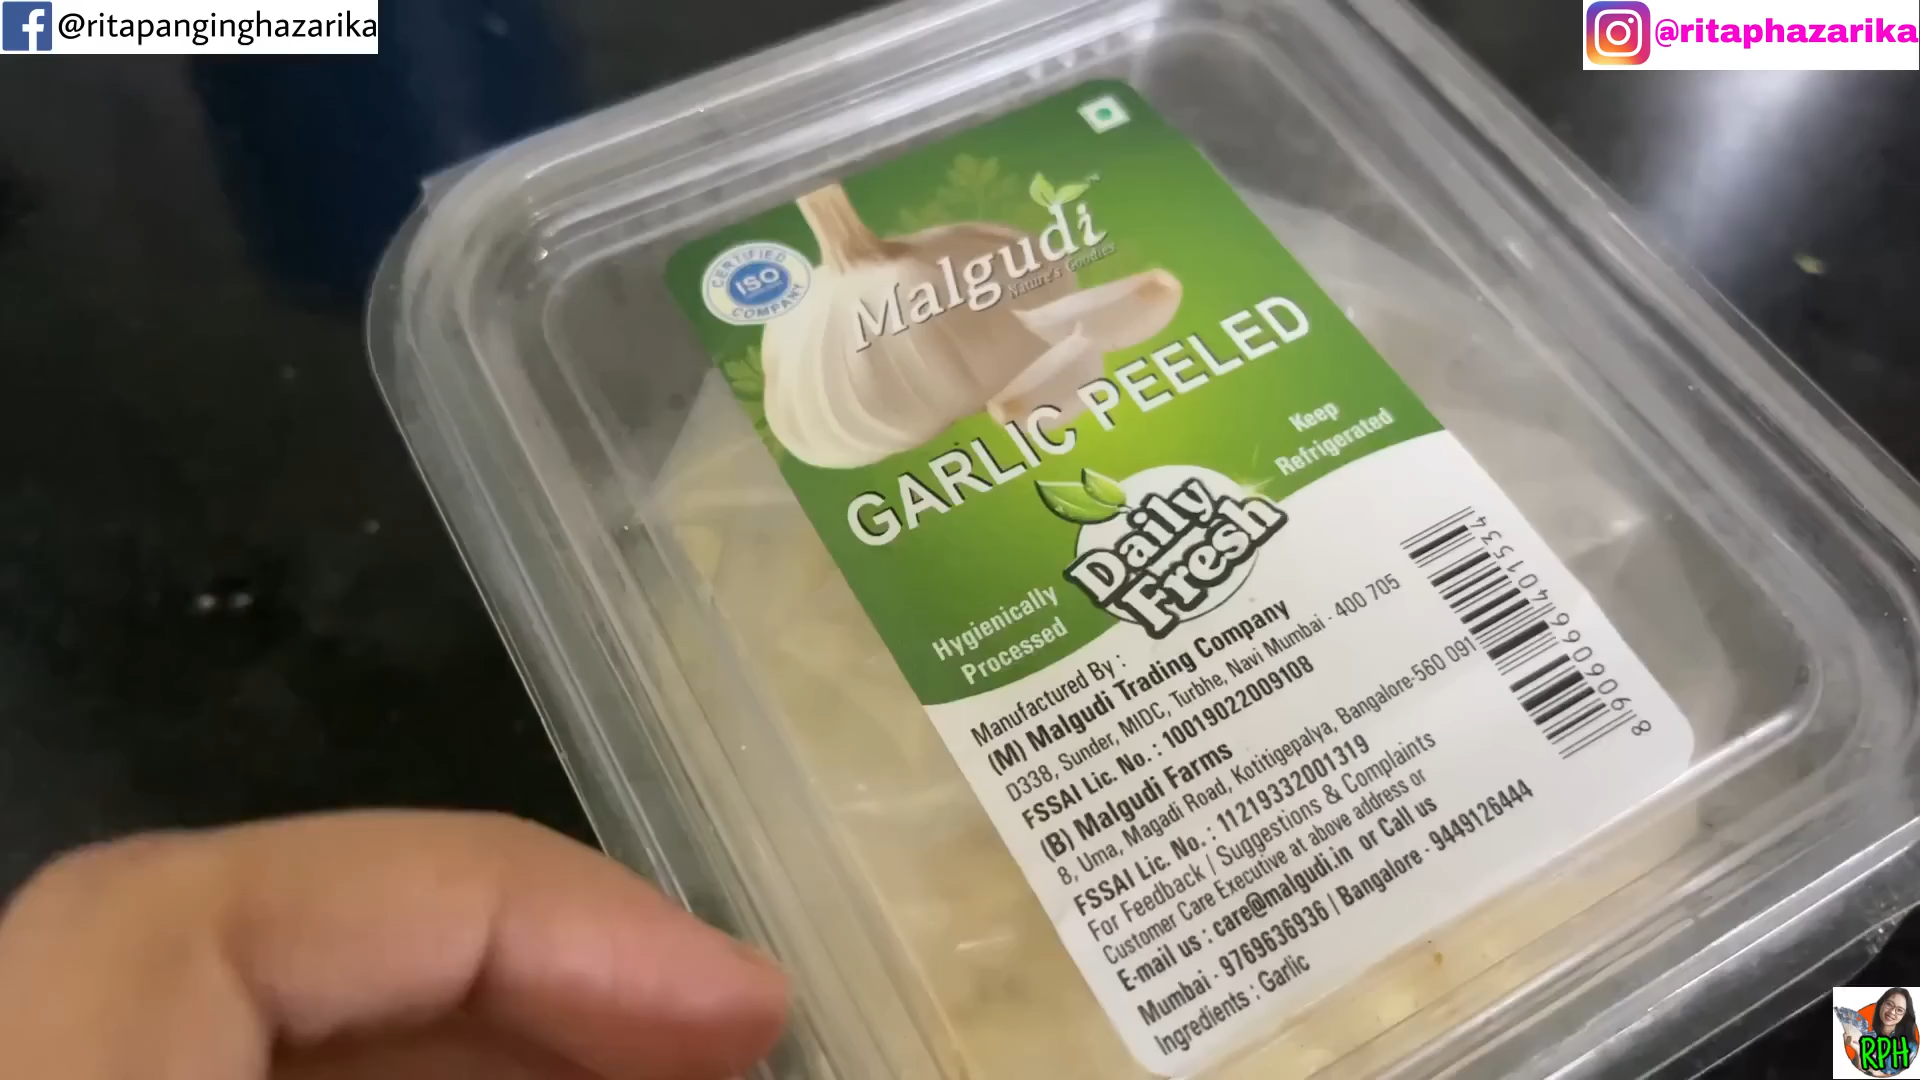 @ritapanginghazarika
@ritaphazarika
CERTIFIED
ISO
COMPANY
Malgudi
Nature's Goodies
GARLIC PEELED
Keep
Refrigerated
Daily
Fresh
Hygienically
Processed
Manufactured By :
(M) Malgudi Trading Company
D338, Sunder, MIDC, Turbhe, Navi Mumbai - 400 705
FSSAI Lic. No. : 10019022009108
(B) Malgudi Farms
8, Uma, Magadi Road, Kotitigepalya, Bangalore-560 091
FSSAI Lic. No. : 11219332001319
For Feedback / Suggestions & Complaints
Customer Care Executive at above address or
E-mail us : care@malgudi.in or Call us
Mumbai - 9769636936 | Bangalore - 9449126444
Ingredients : Garlic
8 906069 401534
RPH